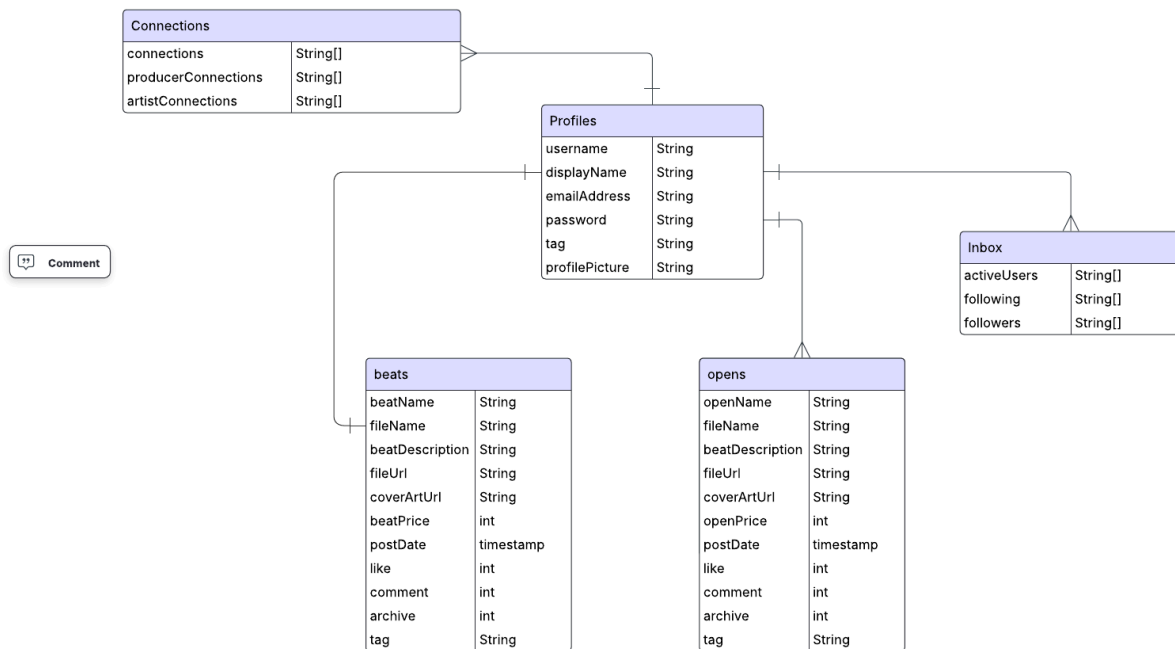 Connections
connections String[]
producerConnections String[]
artistConnections String[]
Profiles
username String
displayName String
emailAddress String
password String
tag String
profilePicture String
Comment
Inbox
activeUsers String[]
following String[]
followers String[]
beats
beatName String
fileName String
beatDescription String
fileUrl String
coverArtUrl String
beatPrice int
postDate timestamp
like int
comment int
archive int
tag String
opens
openName String
fileName String
beatDescription String
fileUrl String
coverArtUrl String
openPrice int
postDate timestamp
like int
comment int
archive int
tag String